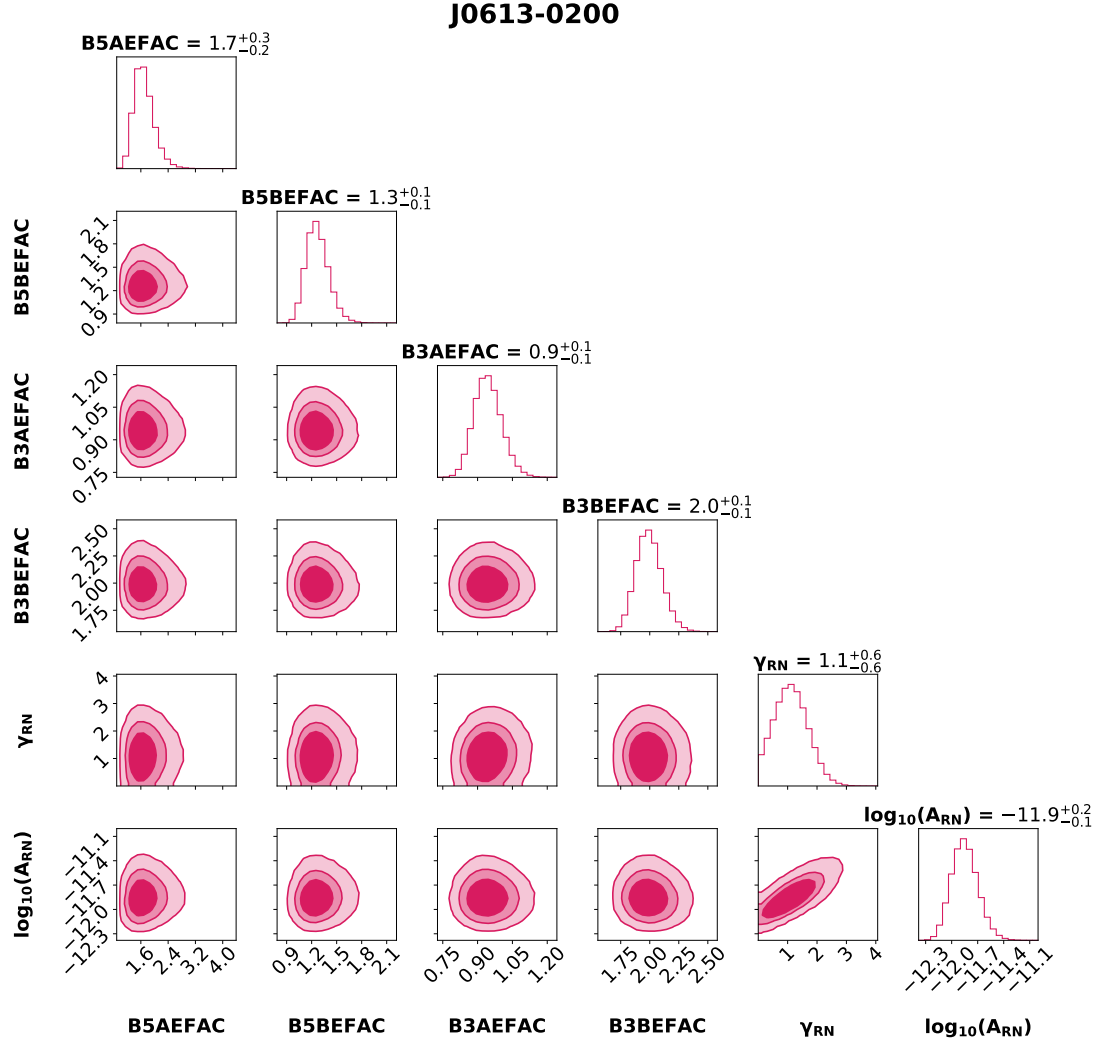 J0613-0200
B5AEFAC = 1.7+0.3−0.2
B5BEFAC = 1.3+0.1−0.1
B5BEFAC
2.1
1.8
1.5
1.2
0.9
B3AEFAC = 0.9+0.1−0.1
B3AEFAC
1.20
1.05
0.90
0.75
B3BEFAC = 2.0+0.1−0.1
B3BEFAC
2.50
2.25
2.00
1.75
γRN = 1.1+0.6−0.6
γRN
4
3
2
1
log10(ARN) = −11.9+0.2−0.1
log10(ARN)
−11.1
−11.4
−11.7
−12.0
−12.3
1.6 2.4 3.2 4.0 0.9 1.2 1.5 1.8 2.1 0.75 0.90 1.05 1.20 1.75 2.00 2.25 2.50 1 2 3 4 −12.3 −12.0 −11.7 −11.4 −11.1
B5AEFAC B5BEFAC B3AEFAC B3BEFAC γRN log10(ARN)